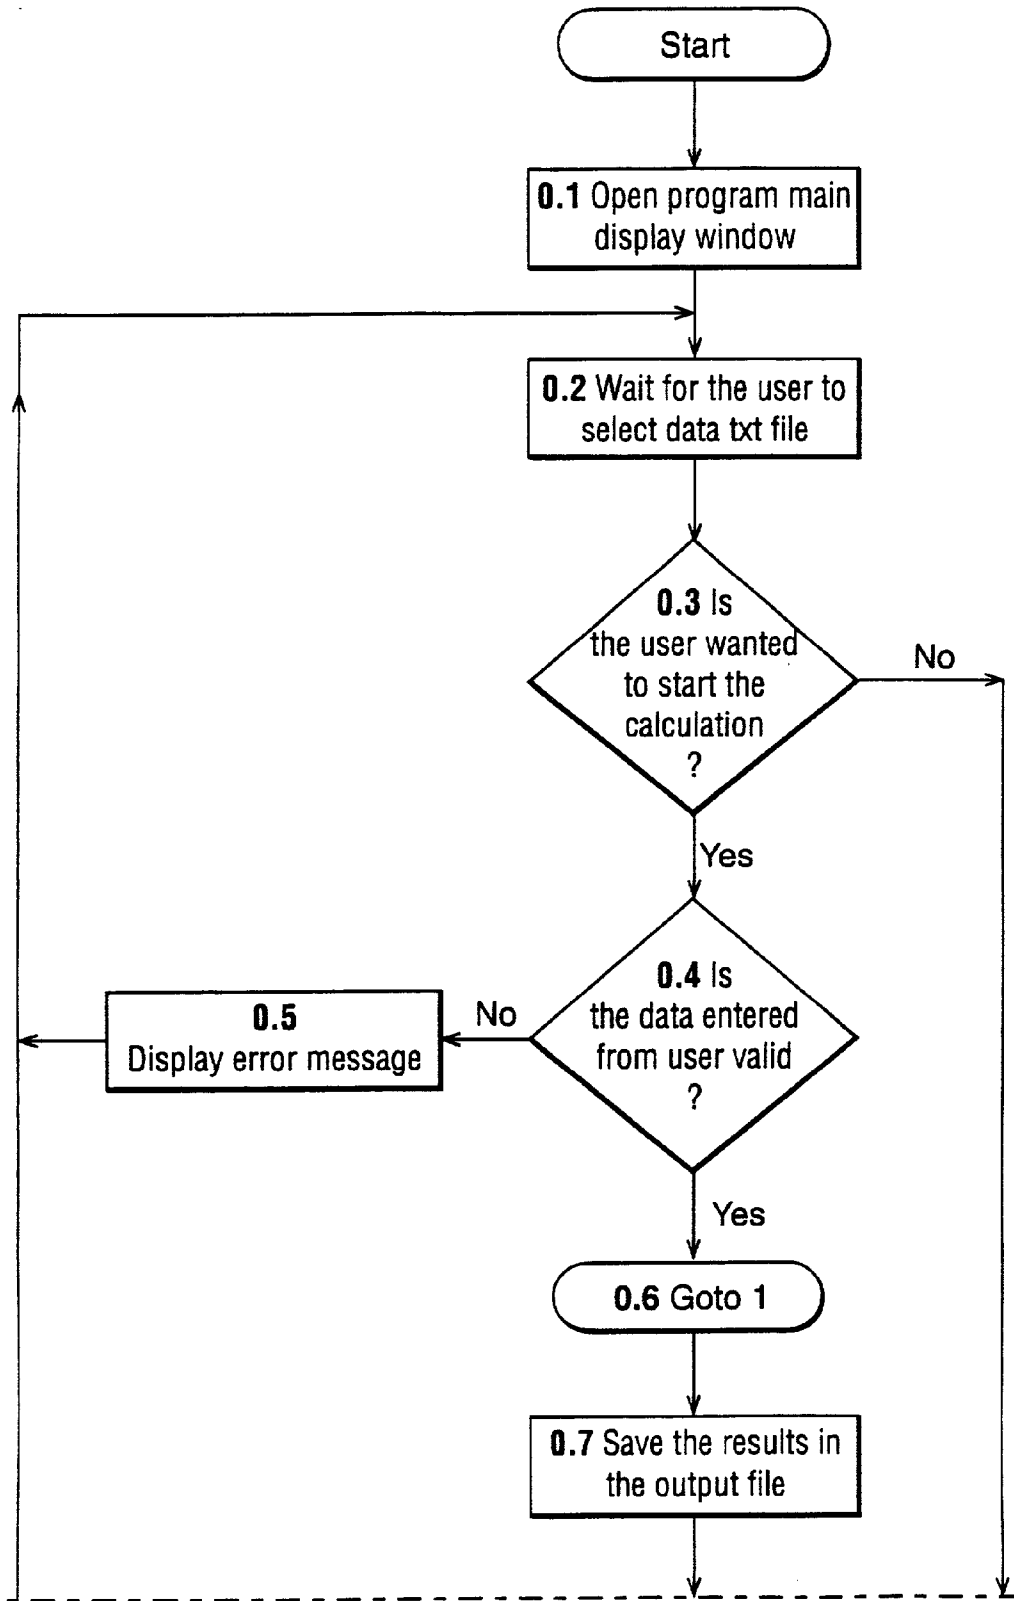 Start
0.1 Open program main
display window
0.2 Wait for the user to
select data txt file
0.3 Is
the user wanted
to start the
calculation
?
No
Yes
0.4 Is
the data entered
from user valid
?
No
0.5
Display error message
Yes
0.6 Goto 1
0.7 Save the results in
the output file